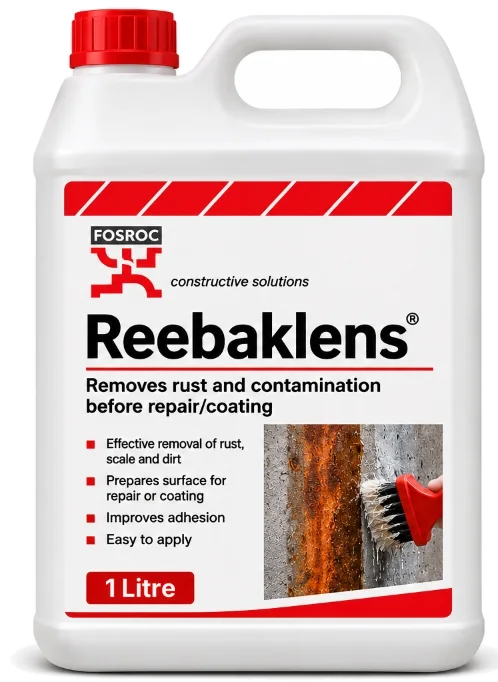 FOSROC
FOSROC
constructive solutions
Reebaklens®
Removes rust and contamination
before repair/coating
Effective removal of rust,
scale and dirt
Prepares surface for
repair or coating
Improves adhesion
Easy to apply
1 Litre